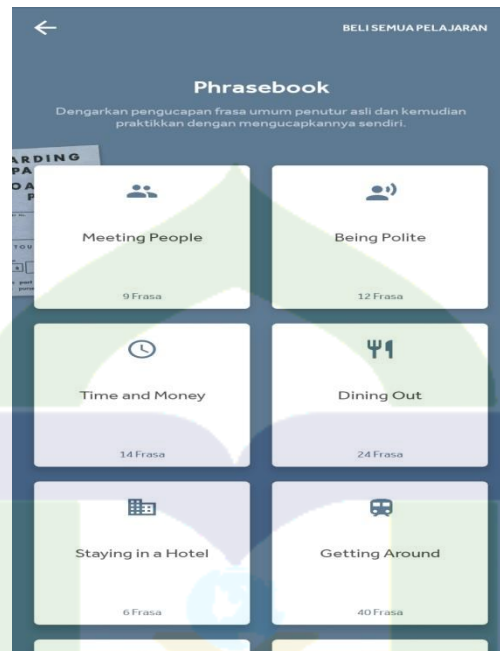 BELI SEMUA PELAJARAN
Phrasebook
Dengarkan pengucapan frasa umum penutur asli dan kemudian
praktikkan dengan mengucapkannya sendiri.
ARDING
PA
OA
P
Meeting People
9 Frasa
Being Polite
12 Frasa
Time and Money
14 Frasa
Dining Out
24 Frasa
Staying in a Hotel
6 Frasa
Getting Around
40 Frasa